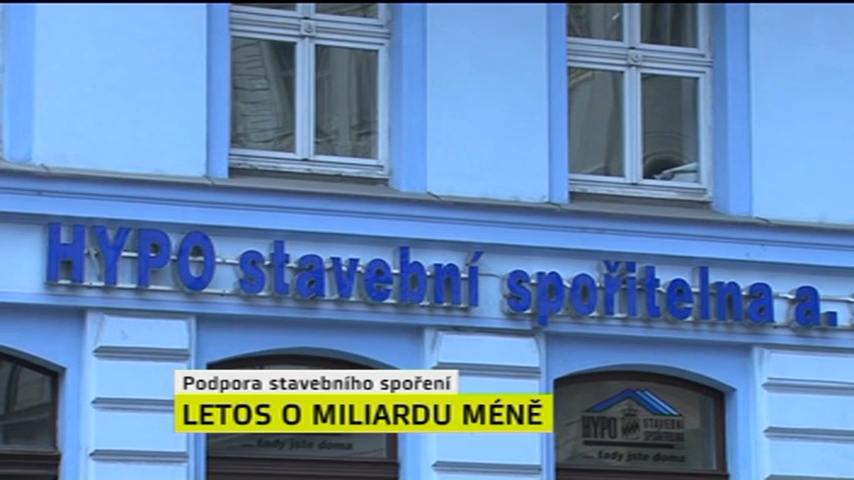 HYPO stavební spořitelna a.
Podpora stavebního spoření
LETOS O MILIARDU MÉNĚ
HYPO STAVEBNÍ
SPOŘITELNA
... tady jste doma
... tady jste doma